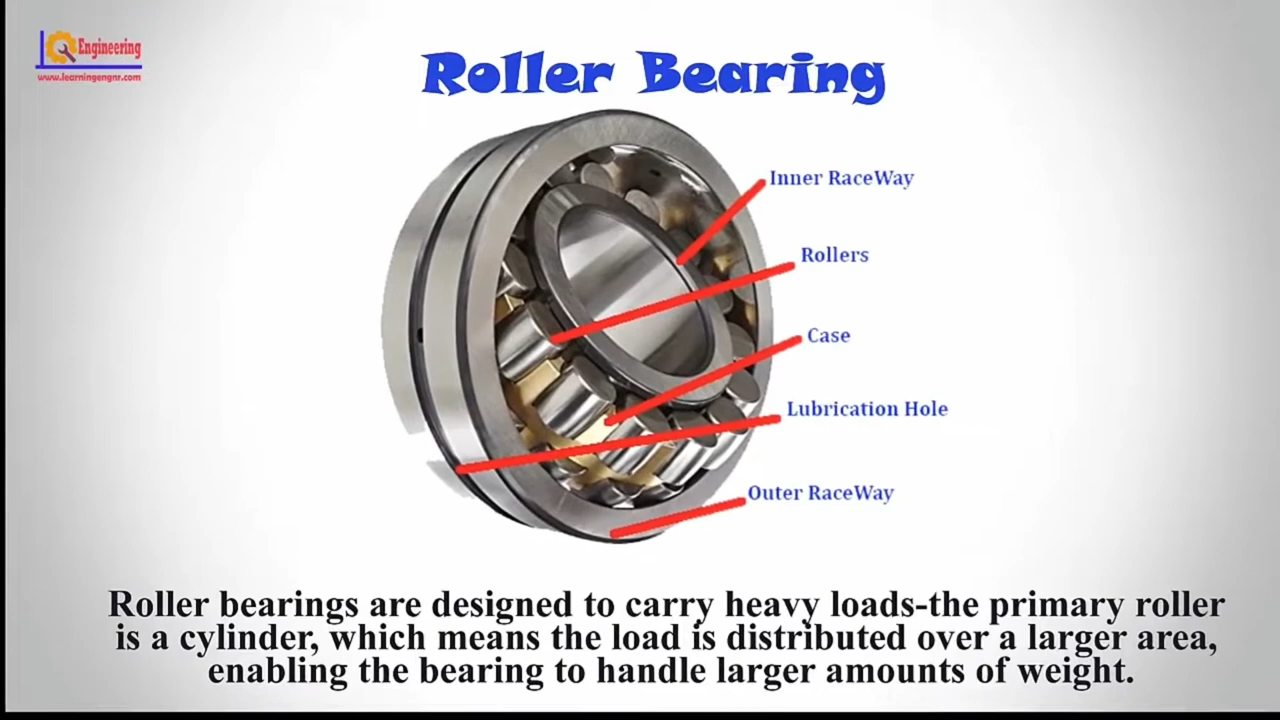 Engineering
www.learningengnr.com
Roller Bearing
Inner RaceWay
Rollers
Case
Lubrication Hole
Outer RaceWay
Roller bearings are designed to carry heavy loads-the primary roller
is a cylinder, which means the load is distributed over a larger area,
enabling the bearing to handle larger amounts of weight.